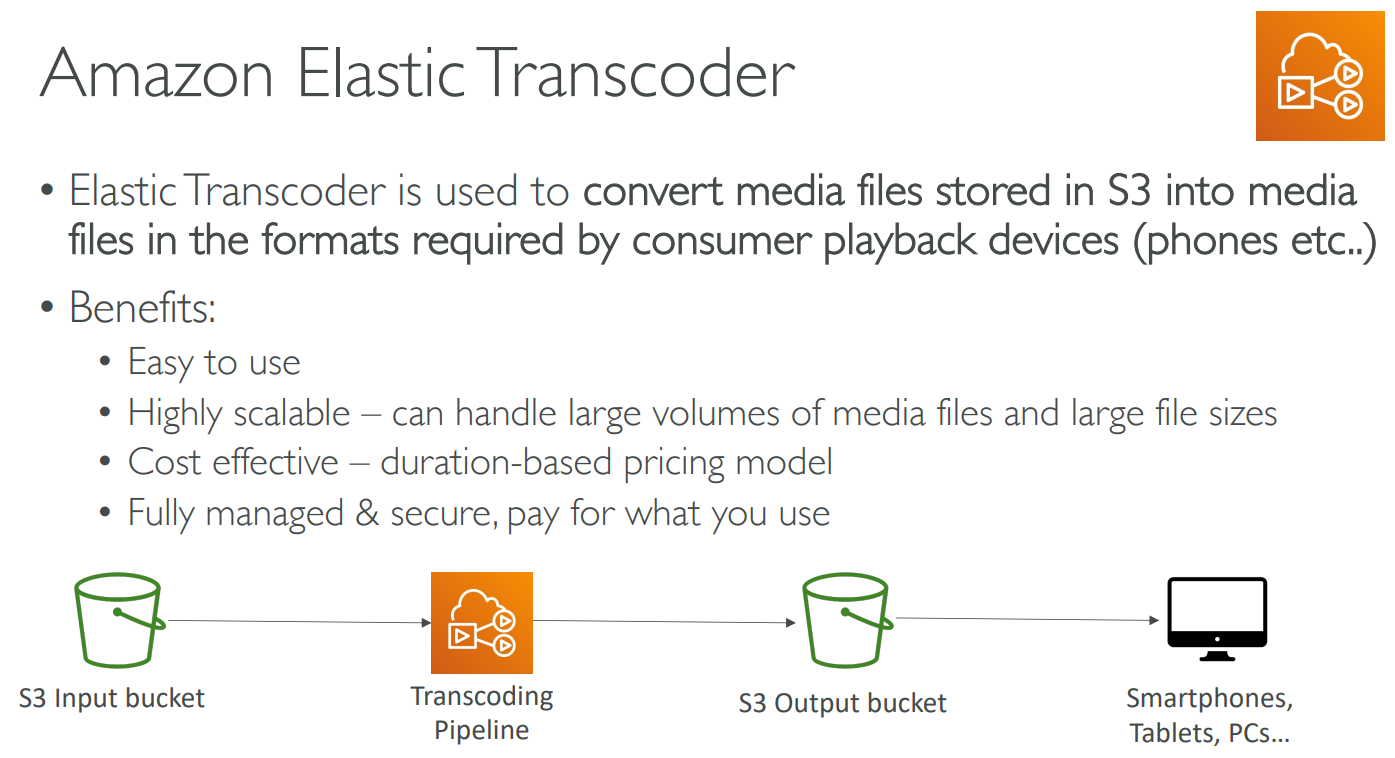 Amazon Elastic Transcoder
• Elastic Transcoder is used to convert media files stored in S3 into media
files in the formats required by consumer playback devices (phones etc..)
• Benefits:
• Easy to use
• Highly scalable – can handle large volumes of media files and large file sizes
• Cost effective – duration-based pricing model
• Fully managed & secure, pay for what you use
S3 Input bucket
Transcoding
Pipeline
S3 Output bucket
Smartphones,
Tablets, PCs...